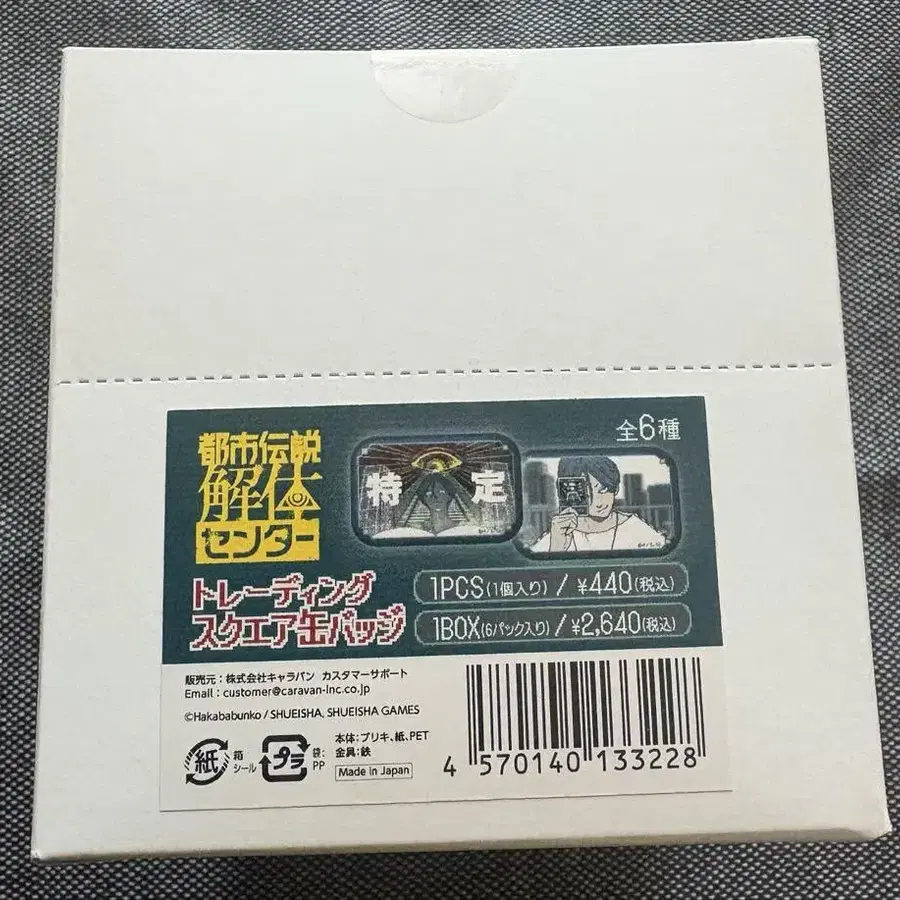 都市伝説
解体
センター
全6種
特定
トレーディング
スクエア缶バッジ
1PCS(1個入り) / ¥440(税込)
1BOX(6パック入り) / ¥2,640(税込)
販売元：株式会社キャラバン カスタマーサポート
Email：customer@caravan-inc.co.jp
©Hakababunko / SHUEISHA, SHUEISHA GAMES
紙 箱 シール プラ 袋: PP
本体：ブリキ、紙、PET
金具：鉄
Made in Japan
4 570140 133228